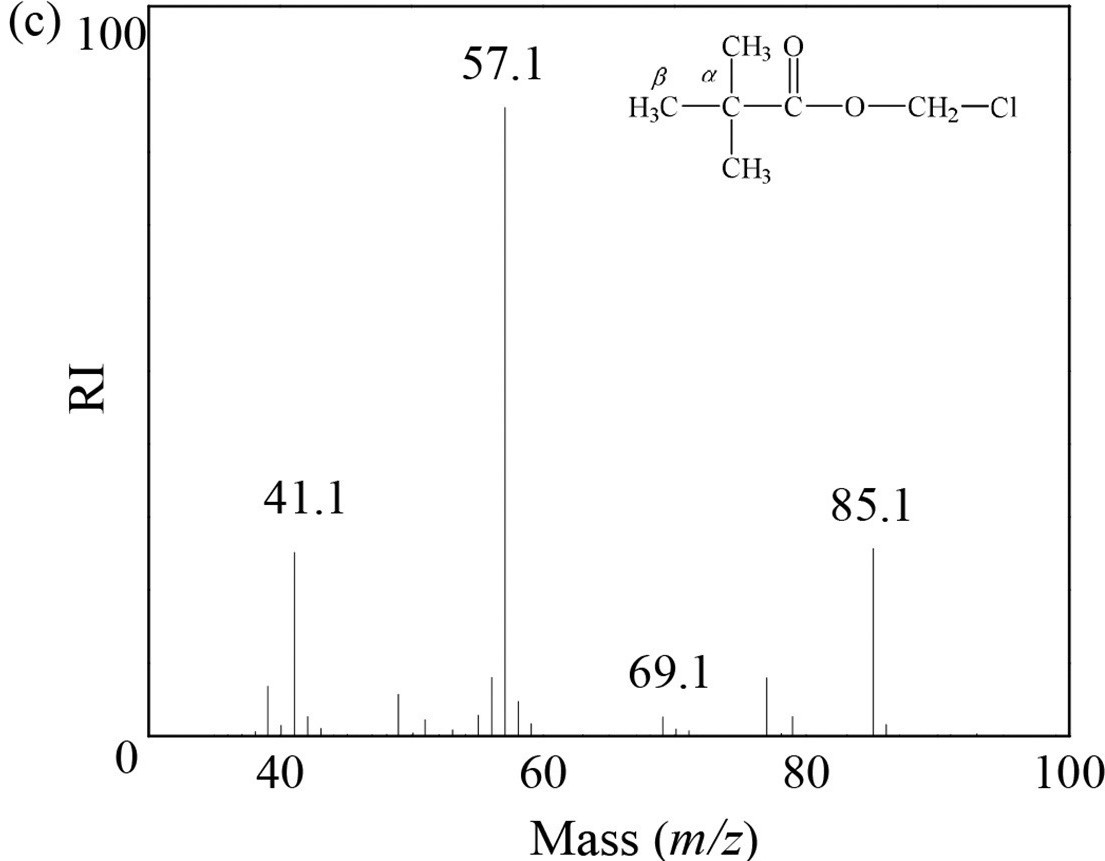 (c)
100
57.1
CH3 O
β α
H3C—C—C—O—CH2—Cl
CH3
RI
41.1
85.1
69.1
0
40 60 80 100
Mass (m/z)